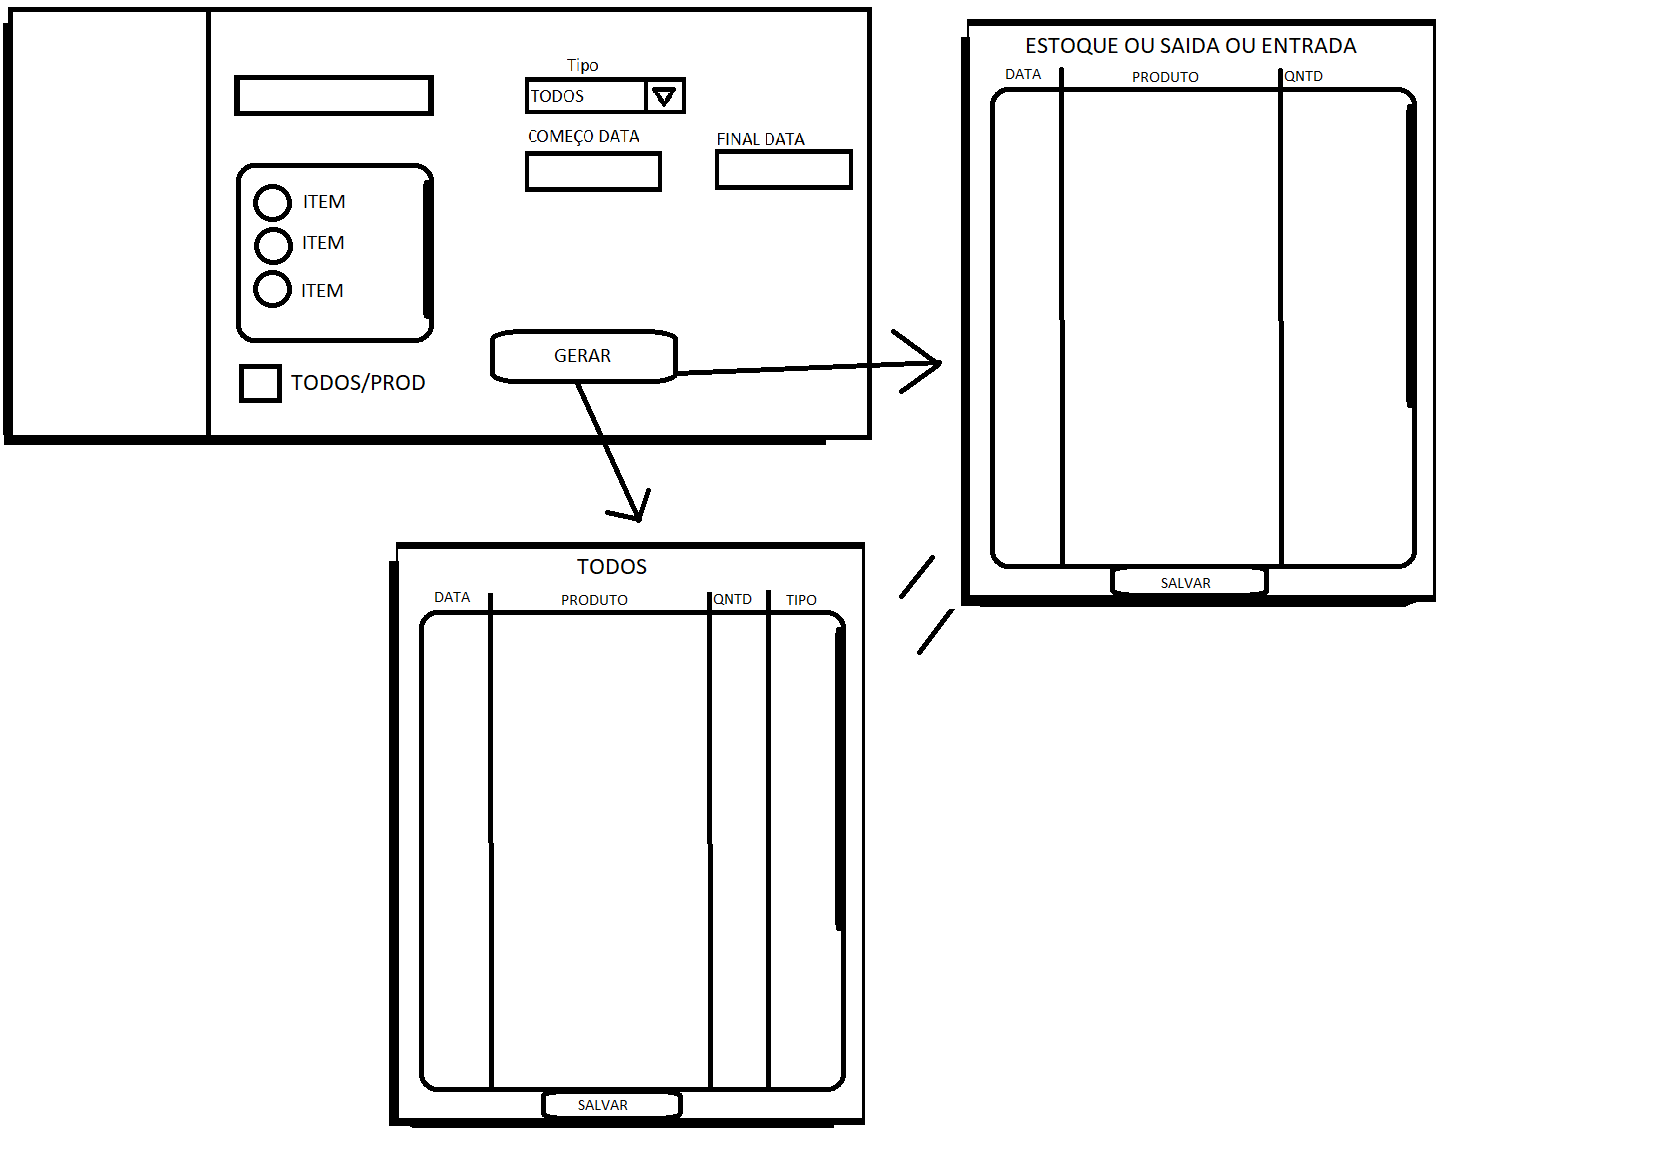 Tipo
TODOS
COMEÇO DATA
FINAL DATA
ITEM
ITEM
ITEM
TODOS/PROD
GERAR
ESTOQUE OU SAIDA OU ENTRADA
DATA PRODUTO QNTD
SALVAR
TODOS
DATA PRODUTO QNTD TIPO
SALVAR